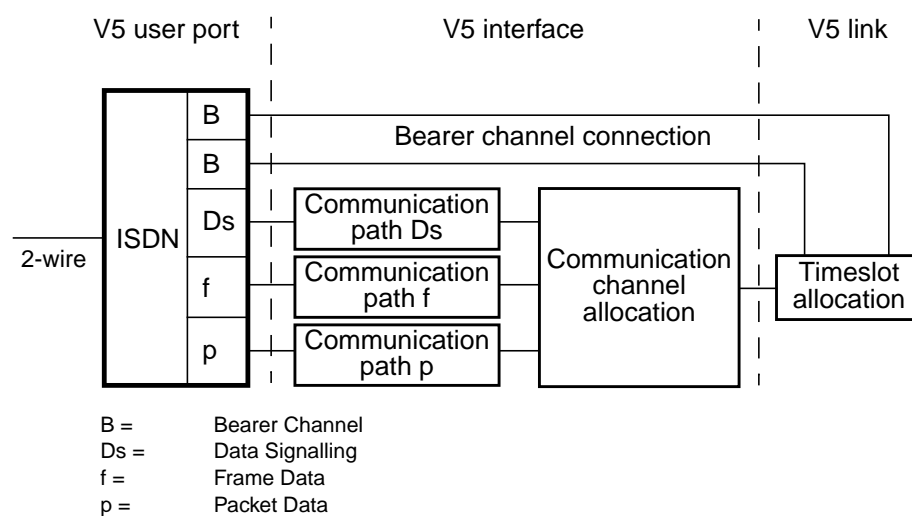 V5 user port
V5 interface
V5 link
B
Bearer channel connection
B
2-wire
ISDN
Ds
f
p
Communication
path Ds
Communication
path f
Communication
path p
Communication
channel
allocation
Timeslot
allocation
B = Bearer Channel
Ds = Data Signalling
f = Frame Data
p = Packet Data